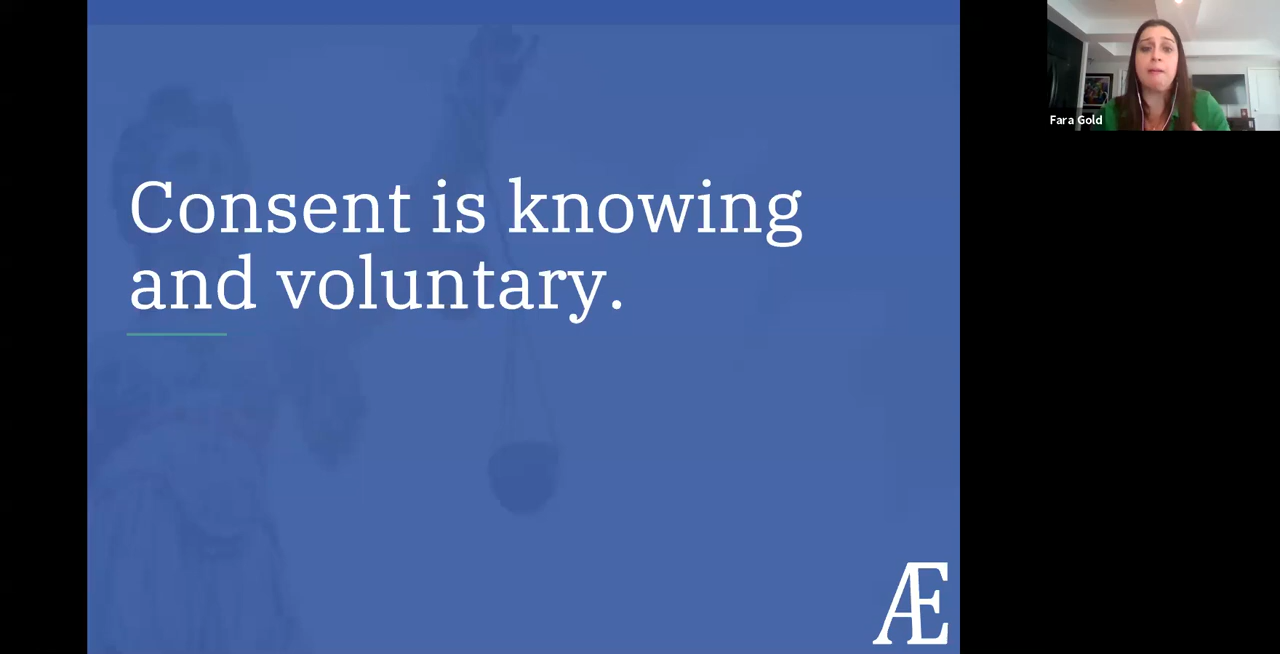 Consent is knowing
and voluntary.
Fara Gold
Æ